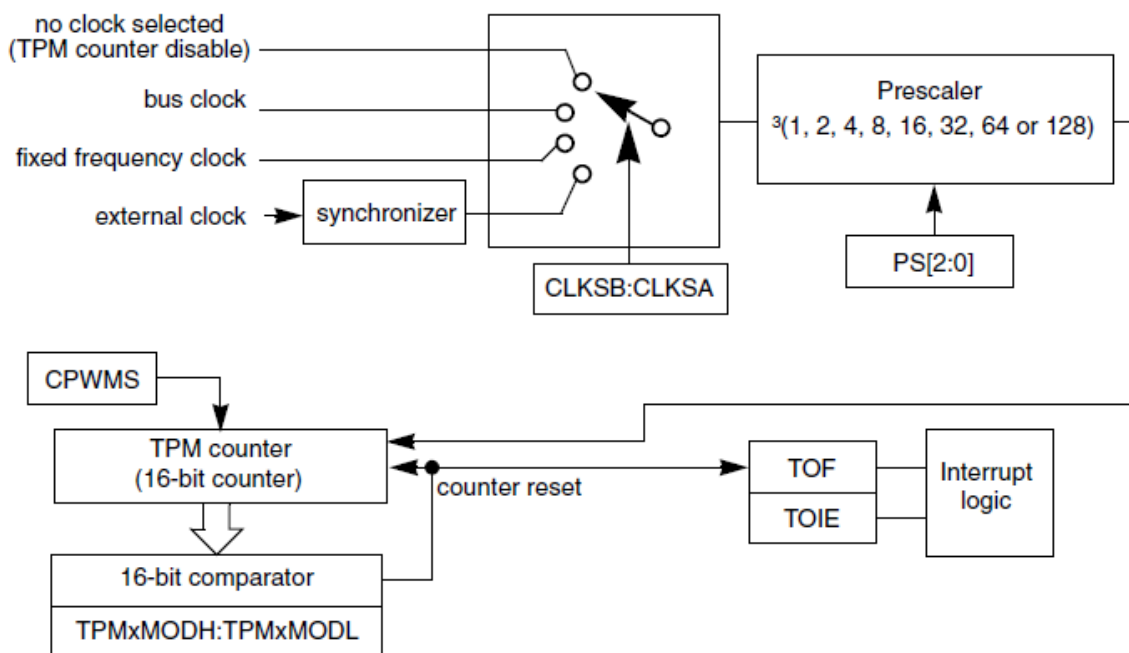 no clock selected
(TPM counter disable)
bus clock
fixed frequency clock
external clock
synchronizer
CLKSB:CLKSA
Prescaler
³(1, 2, 4, 8, 16, 32, 64 or 128)
PS[2:0]
CPWMS
TPM counter
(16-bit counter)
counter reset
16-bit comparator
TPMxMODH:TPMxMODL
TOF
TOIE
Interrupt
logic